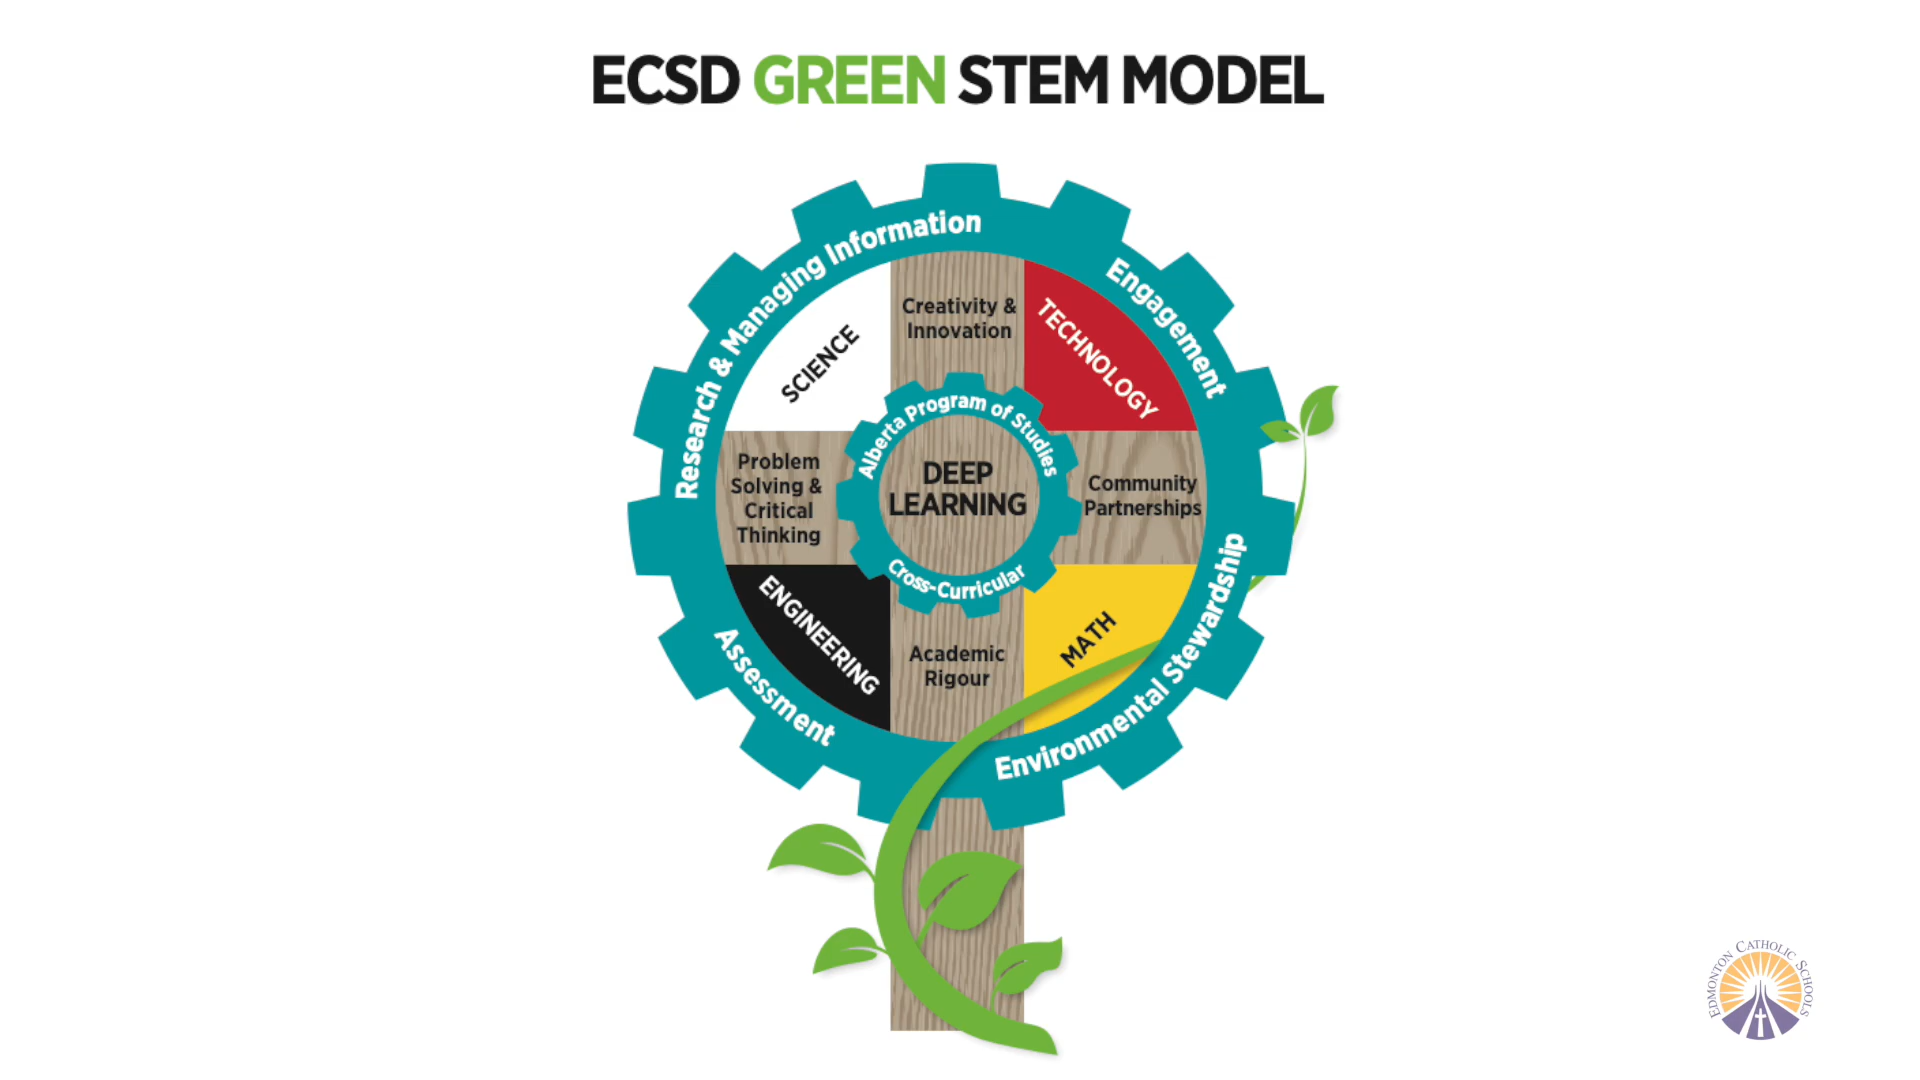 ECSD GREEN STEM MODEL
Research & Managing Information
Engagement
SCIENCE
Creativity &
Innovation
TECHNOLOGY
Alberta Program of Studies
Problem
Solving &
Critical
Thinking
DEEP
LEARNING
Community
Partnerships
Cross-Curricular
ENGINEERING
Academic
Rigour
MATH
Assessment
Environmental Stewardship
EDMONTON CATHOLIC SCHOOLS